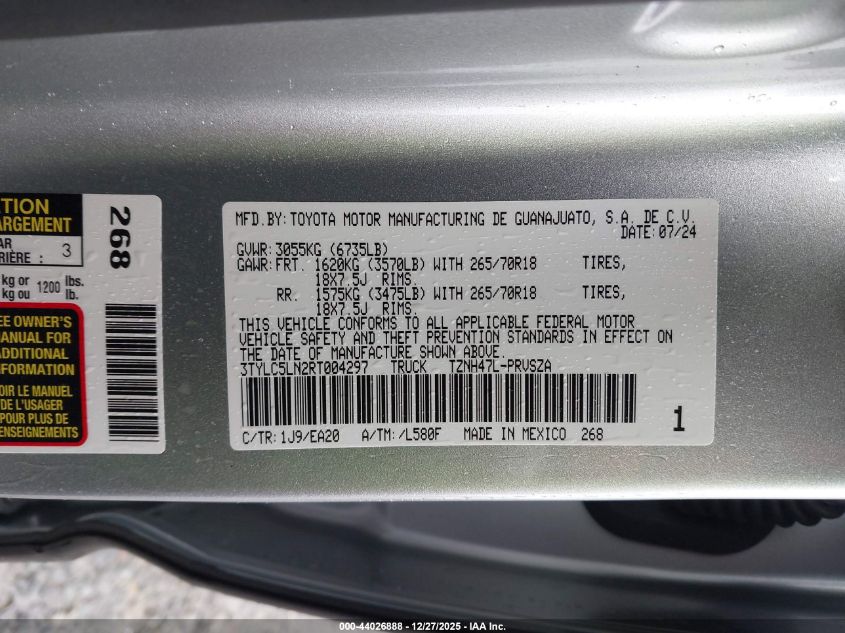 TION
ARGEMENT
AR
RIÈRE : 3
kg or 1200 lbs.
kg ou lb.
EE OWNER'S
MANUAL FOR
ADDITIONAL
INFORMATION
OIR LE MANUEL
DE L'USAGER
POUR PLUS DE
RENSEIGNEMENTS
268
MFD.BY:TOYOTA MOTOR MANUFACTURING DE GUANAJUATO, S.A. DE C.V.
DATE:07/24
GVWR:3055KG (6735LB)
GAWR:FRT. 1620KG (3570LB) WITH 265/70R18 TIRES,
18X7.5J RIMS.
RR. 1575KG (3475LB) WITH 265/70R18 TIRES,
18X7.5J RIMS.
THIS VEHICLE CONFORMS TO ALL APPLICABLE FEDERAL MOTOR
VEHICLE SAFETY AND THEFT PREVENTION STANDARDS IN EFFECT ON
THE DATE OF MANUFACTURE SHOWN ABOVE.
3TYLC5LN2RT004297 TRUCK TZNH47L-PRVSZA
C/TR:1J9/EA20 A/TM:/L580F MADE IN MEXICO 268
1
000-44026888 - 12/27/2025 - IAA Inc.